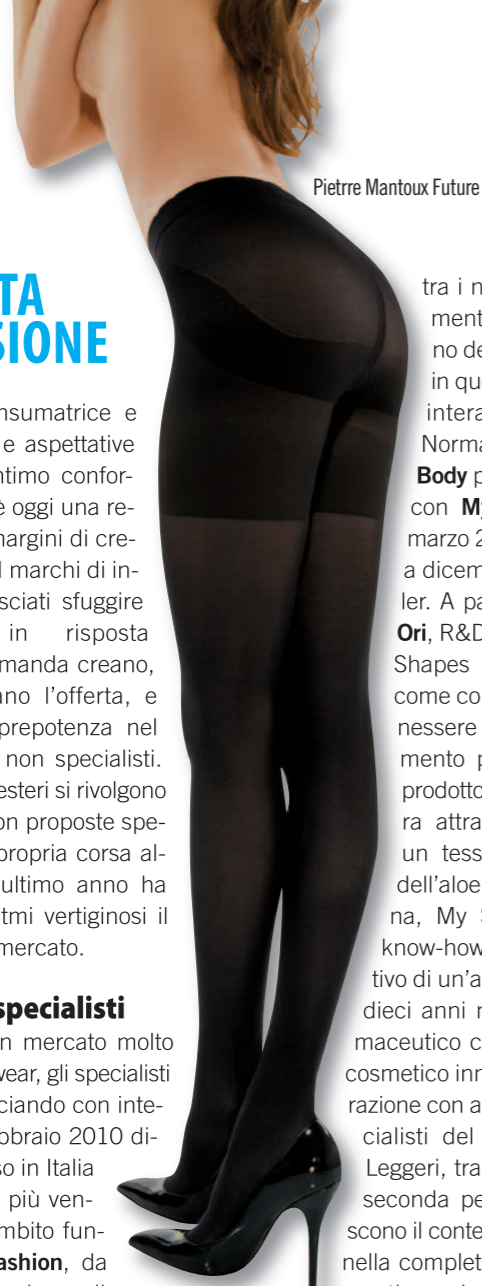 Pietrre Mantoux Future
TA
SIONE
nsumatrice e
e aspettative
ntimo confor-
è oggi una re-
nargini di cre-
l marchi di in-
sciati sfuggire
in risposta
manda creano,
ano l'offerta, e
prepotenza nel
non specialisti.
esteri si rivolgono
on proposte spe-
propria corsa al-
ultimo anno ha
tmi vertiginosi il
mercato.
specialisti
n mercato molto
wear, gli specialisti
ciando con inte-
bbraio 2010 di-
so in Italia
più ven-
mbito fun-
ashion, da
tra i n
ment
no de
in que
intera
Norma
Body p
con My
marzo 2
a dicem
ler. A pa
Ori, R&D
Shapes
come co
nessere
mento p
prodotto
ra attra
un tess
dell'aloe
na, My
know-how
tivo di un'a
dieci anni n
maceutico c
cosmetico inn
razione con a
cialisti del
Leggeri, tra
seconda pe
scono il conte
nella complet